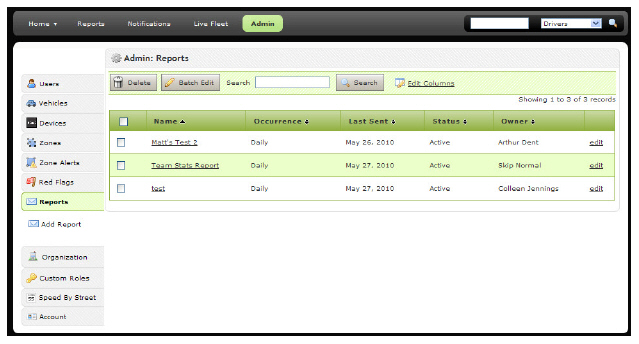 Home Reports Notifications Live Fleet Admin Drivers
Admin: Reports
Delete Batch Edit Search Search Edit Columns
Showing 1 to 3 of 3 records
Name Occurrence Last Sent Status Owner
Matt's Test 2 Daily May 26, 2010 Active Arthur Dent edit
Team Stats Report Daily May 27, 2010 Active Skip Normal edit
test Daily May 27, 2010 Active Colleen Jennings edit
Users
Vehicles
Devices
Zones
Zone Alerts
Red Flags
Reports
Add Report
Organization
Custom Roles
Speed By Street
Account